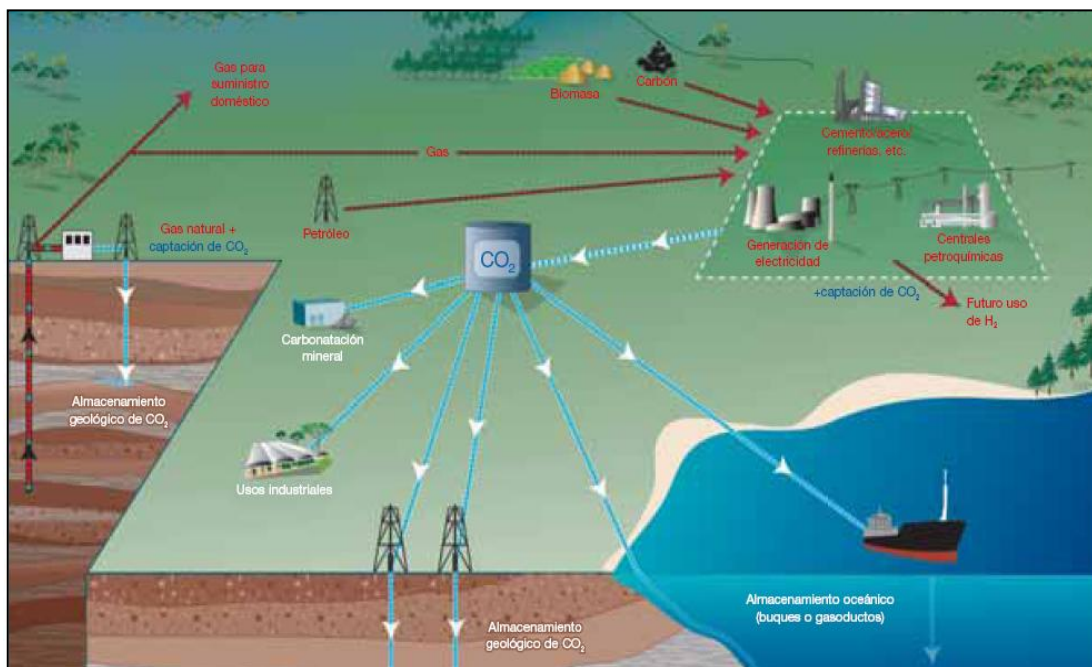 Gas para
suministro
doméstico
Biomasa
Carbón
Cemento/acero/
refinerías, etc.
Gas
Petróleo
Gas natural +
captación de CO₂
CO₂
Generación de
electricidad
Centrales
petroquímicas
+captación de CO₂
Futuro uso
de H₂
Carbonatación
mineral
Almacenamiento
geológico de CO₂
Usos industriales
Almacenamiento oceánico
(buques o gasoductos)
Almacenamiento
geológico de CO₂